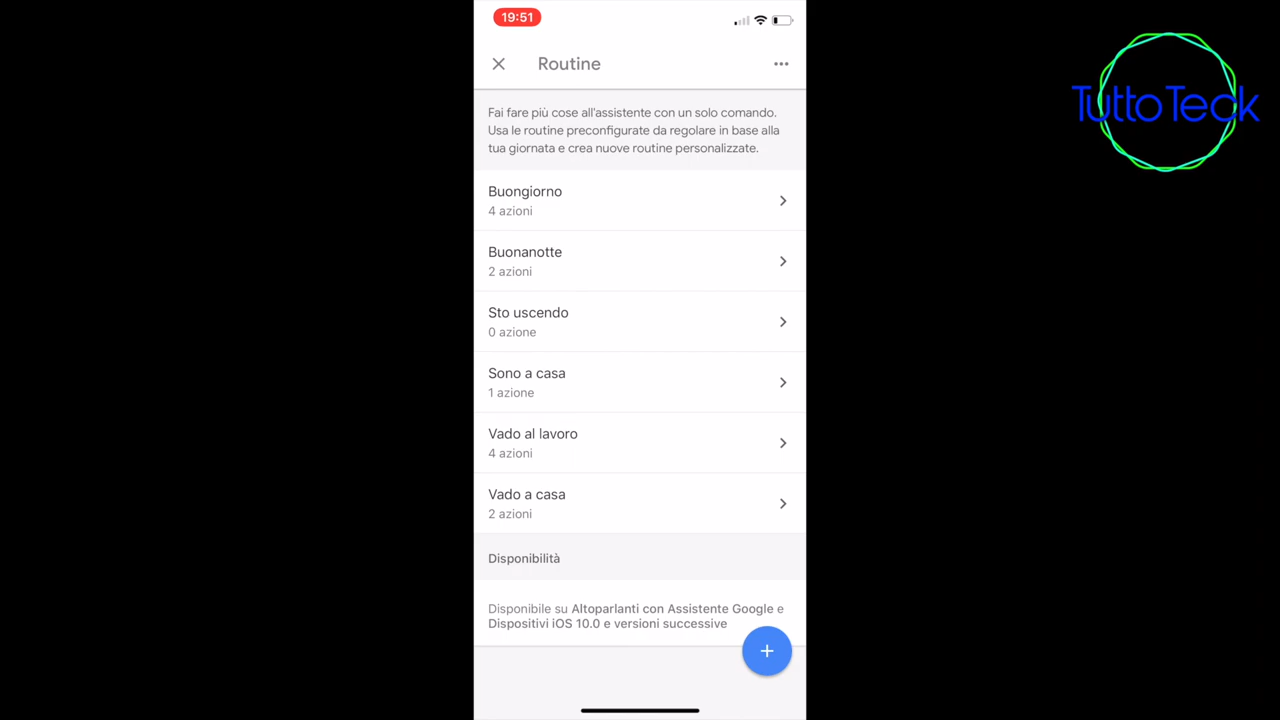 19:51
Routine
Fai fare più cose all'assistente con un solo comando.
Usa le routine preconfigurate da regolare in base alla
tua giornata e crea nuove routine personalizzate.
Buongiorno
4 azioni
Buonanotte
2 azioni
Sto uscendo
0 azione
Sono a casa
1 azione
Vado al lavoro
4 azioni
Vado a casa
2 azioni
Disponibilità
Disponibile su Altoparlanti con Assistente Google e
Dispositivi iOS 10.0 e versioni successive
TuttoTeck